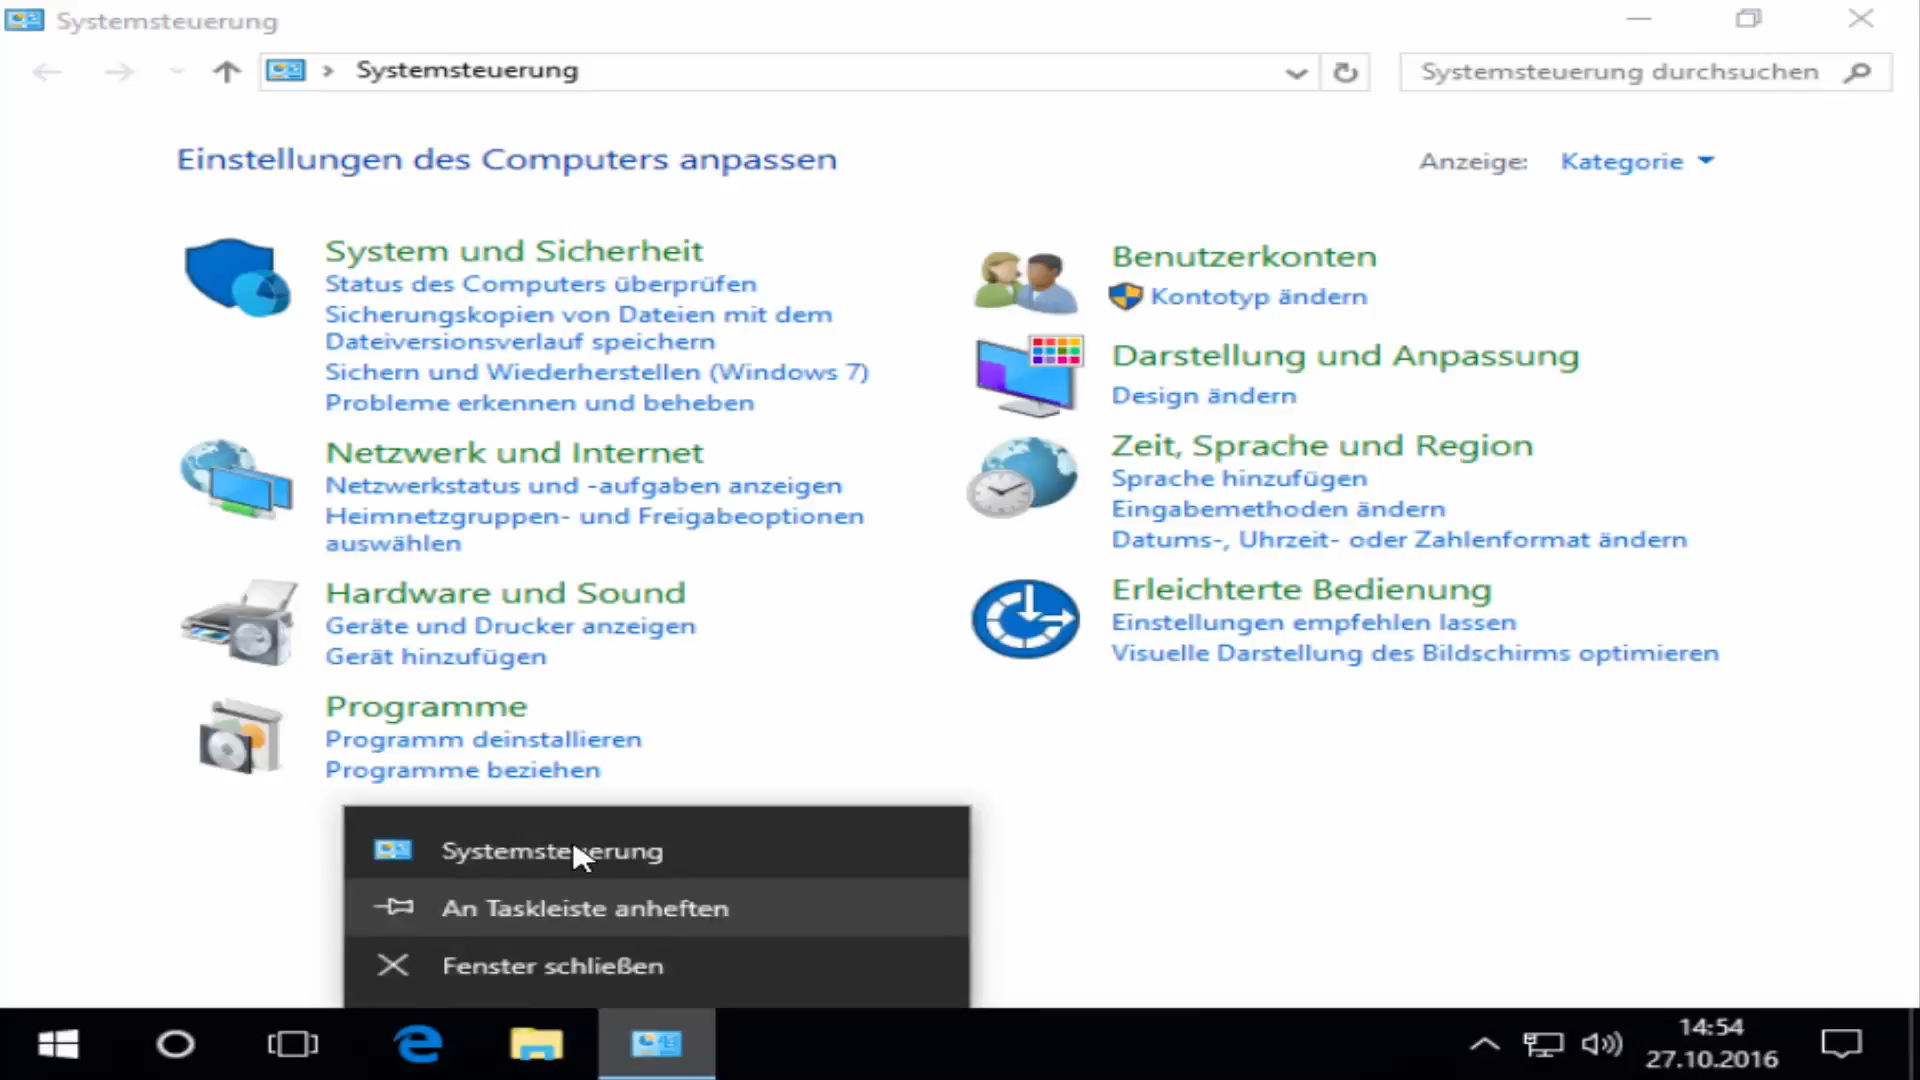 Systemsteuerung
Systemsteuerung
Systemsteuerung durchsuchen
Einstellungen des Computers anpassen
Anzeige: Kategorie
System und Sicherheit
Status des Computers überprüfen
Sicherungskopien von Dateien mit dem
Dateiversionsverlauf speichern
Sichern und Wiederherstellen (Windows 7)
Probleme erkennen und beheben
Netzwerk und Internet
Netzwerkstatus und -aufgaben anzeigen
Heimnetzgruppen- und Freigabeoptionen
auswählen
Hardware und Sound
Geräte und Drucker anzeigen
Gerät hinzufügen
Programme
Programm deinstallieren
Programme beziehen
Benutzerkonten
Kontotyp ändern
Darstellung und Anpassung
Design ändern
Zeit, Sprache und Region
Sprache hinzufügen
Eingabemethoden ändern
Datums-, Uhrzeit- oder Zahlenformat ändern
Erleichterte Bedienung
Einstellungen empfehlen lassen
Visuelle Darstellung des Bildschirms optimieren
Systemsteuerung
An Taskleiste anheften
Fenster schließen
14:54
27.10.2016